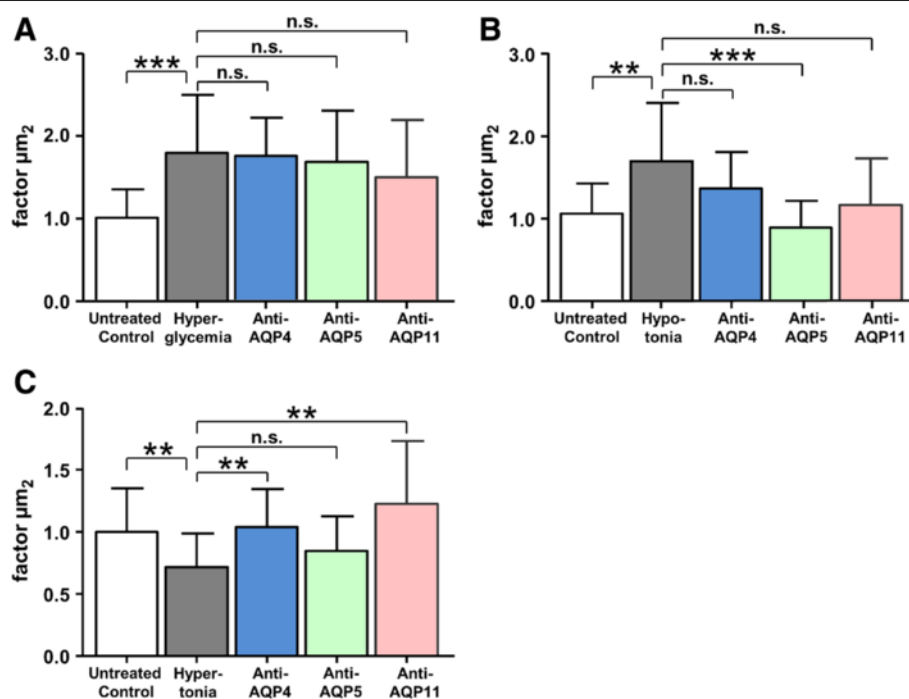 A
n.s.
n.s.
***
n.s.
3.0
2.0
1.0
0.0
factor µm2
Untreated Control
Hyper-glycemia
Anti-AQP4
Anti-AQP5
Anti-AQP11
B
n.s.
***
**
n.s.
3.0
2.0
1.0
0.0
factor µm2
Untreated Control
Hypo-tonia
Anti-AQP4
Anti-AQP5
Anti-AQP11
C
**
n.s.
**
**
2.0
1.5
1.0
0.5
0.0
factor µm2
Untreated Control
Hyper-tonia
Anti-AQP4
Anti-AQP5
Anti-AQP11